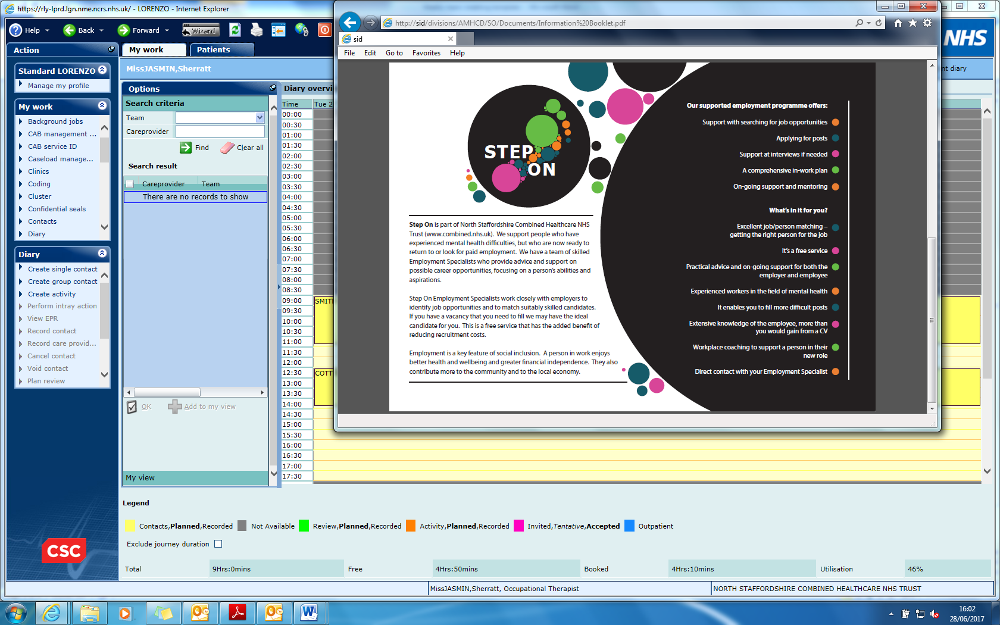 https://rly-lprd.lgn.nme.ncrs.nhs.uk/ - LORENZO - Internet Explorer
Help
Back
Forward
Wizard
NHS
Action
My work
Patients
Standard LORENZO
Manage my profile
MissJASMIN,Sherratt
nt diary
My work
Background jobs
CAB management ...
CAB service ID
Caseload manage...
Clinics
Coding
Cluster
Confidential seals
Contacts
Diary
Diary
Create single contact
Create group contact
Create activity
Perform intray action
View EPR
Record contact
Record care provid...
Cancel contact
Void contact
Plan review
CSC
Options
Search criteria
Team
Careprovider
Find
Clear all
Search result
Careprovider Team
There are no records to show
OK
Add to my view
My view
Diary overvi
Time Tue 2
00:00
00:30
01:00
01:30
02:00
02:30
03:00
03:30
04:00
04:30
05:00
05:30
06:00
06:30
07:00
07:30
08:00
08:30
09:00 SMITH
09:30
10:00
10:30
11:00
11:30
12:00
12:30 COTT
13:00
13:30
14:00
14:30
15:00
15:30
16:00
16:30
17:00
17:30
http://sid/divisions/AMHCD/SO/Documents/Information%20Booklet.pdf
sid
File Edit Go to Favorites Help
STEP
ON
Step On is part of North Staffordshire Combined Healthcare NHS
Trust (www.combined.nhs.uk). We support people who have
experienced mental health difficulties, but who are now ready to
return to or look for paid employment. We have a team of skilled
Employment Specialists who provide advice and support on
possible career opportunities, focusing on a person's abilities and
aspirations.
Step On Employment Specialists work closely with employers to
identify job opportunities and to match suitably skilled candidates.
If you have a vacancy that you need to fill we may have the ideal
candidate for you. This is a free service that has the added benefit of
reducing recruitment costs.
Employment is a key feature of social inclusion. A person in work enjoys
better health and wellbeing and greater financial independence. They also
contribute more to the community and to the local economy.
Our supported employment programme offers:
Support with searching for job opportunities
Applying for posts
Support at interviews if needed
A comprehensive in-work plan
On-going support and mentoring
What's in it for you?
Excellent job/person matching –
getting the right person for the job
It's a free service
Practical advice and on-going support for both the
employer and employee
Experienced workers in the field of mental health
It enables you to fill more difficult posts
Extensive knowledge of the employee, more than
you would gain from a CV
Workplace coaching to support a person in their
new role
Direct contact with your Employment Specialist
Legend
Contacts,Planned,Recorded Not Available Review,Planned,Recorded Activity,Planned,Recorded Invited,Tentative,Accepted Outpatient
Exclude journey duration
Total 9Hrs:0mins Free 4Hrs:50mins Booked 4Hrs:10mins Utilisation 46%
MissJASMIN,Sherratt, Occupational Therapist NORTH STAFFORDSHIRE COMBINED HEALTHCARE NHS TRUST
16:02
28/06/2017